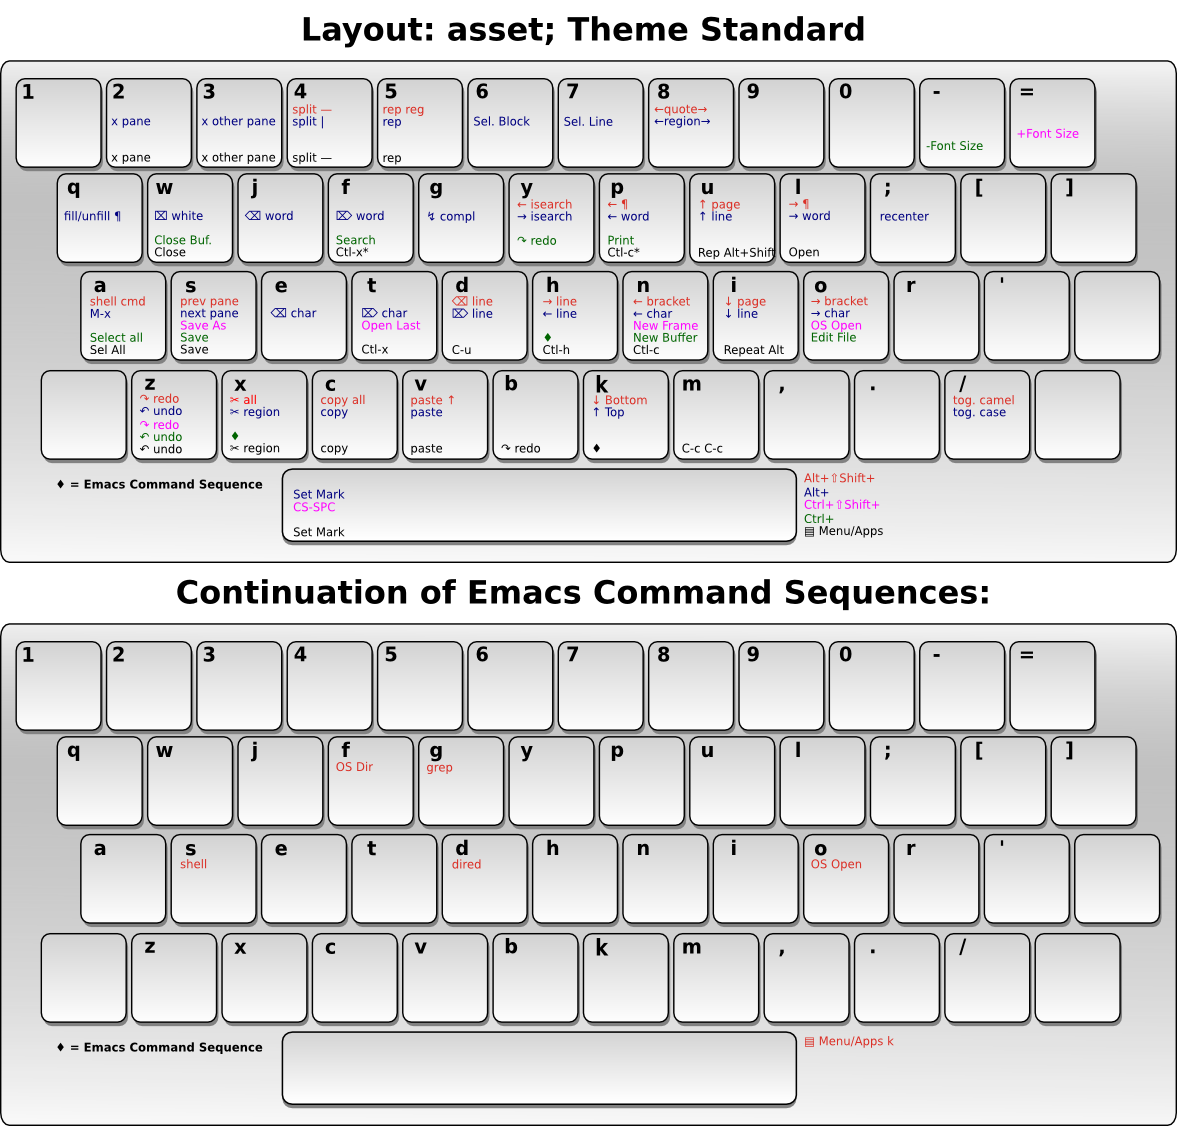 Layout: asset; Theme Standard
1 2 3 4 5 6 7 8 9 0 - =
split — rep reg ←quote→
x pane x other pane split | rep Sel. Block Sel. Line ←region→
+Font Size
-Font Size
x pane x other pane split — rep
q w j f g y p u l ; [ ]
← isearch ← ¶ ↑ page → ¶
fill/unfill ¶ ⌧ white ⌫ word ⌦ word ↯ compl → isearch ← word ↑ line → word recenter
Close Buf. Search ↷ redo Print
Close Ctl-x* Ctl-c* Rep Alt+Shift Open
a s e t d h n i o r '
shell cmd prev pane ⌫ line → line ← bracket ↓ page → bracket
M-x next pane ⌫ char ⌦ char ⌦ line ← line ← char ↓ line → char
Save As Open Last New Frame OS Open
Select all Save ♦ New Buffer Edit File
Sel All Save Ctl-x C-u Ctl-h Ctl-c Repeat Alt
z x c v b k m , . /
↷ redo ✂ all copy all paste ↑ ↓ Bottom tog. camel
↶ undo ✂ region copy paste ↑ Top tog. case
↷ redo
↶ undo ♦
↶ undo ✂ region copy paste ↷ redo ♦ C-c C-c
♦ = Emacs Command Sequence
Set Mark
CS-SPC
Set Mark
Alt+⇧Shift+
Alt+
Ctrl+⇧Shift+
Ctrl+
▤ Menu/Apps
Continuation of Emacs Command Sequences:
1 2 3 4 5 6 7 8 9 0 - =
q w j f g y p u l ; [ ]
OS Dir grep
a s e t d h n i o r '
shell dired OS Open
z x c v b k m , . /
♦ = Emacs Command Sequence
▤ Menu/Apps k